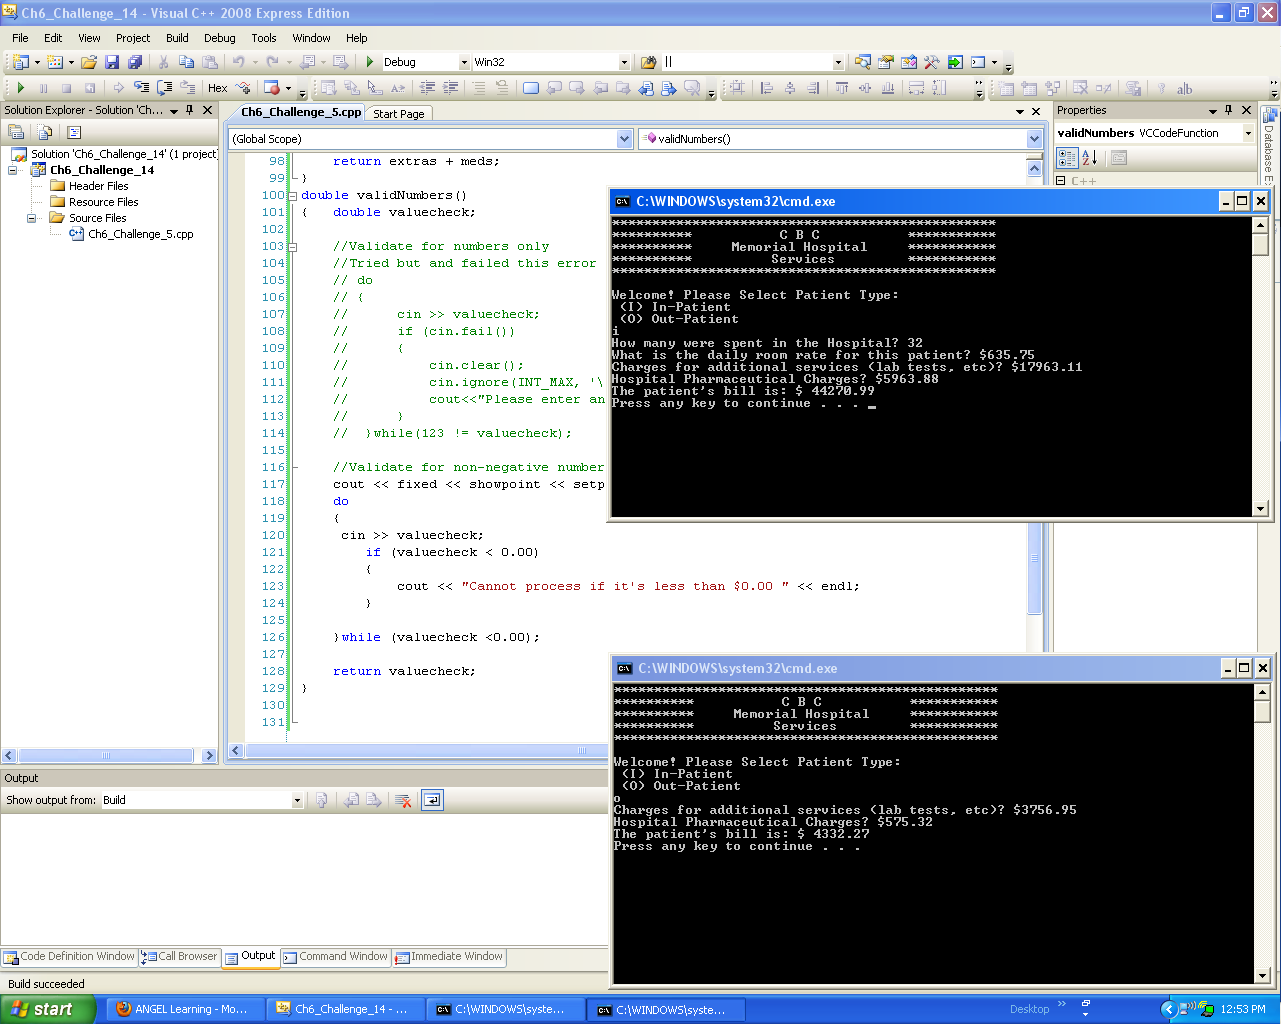 Ch6_Challenge_14 - Visual C++ 2008 Express Edition
File Edit View Project Build Debug Tools Window Help
Debug Win32 ||
Hex
Solution Explorer - Solution 'Ch...
Solution 'Ch6_Challenge_14' (1 project
Ch6_Challenge_14
Header Files
Resource Files
Source Files
Ch6_Challenge_5.cpp
Ch6_Challenge_5.cpp Start Page
(Global Scope) validNumbers()
98 return extras + meds;
99 }
100 double validNumbers()
101 { double valuecheck;
102
103 //Validate for numbers only
104 //Tried but and failed this error
105 // do
106 // {
107 // cin >> valuecheck;
108 // if (cin.fail())
109 // {
110 // cin.clear();
111 // cin.ignore(INT_MAX, '\
112 // cout<<"Please enter an
113 // }
114 // }while(123 != valuecheck);
115
116 //Validate for non-negative number
117 cout << fixed << showpoint << setp
118 do
119 {
120 cin >> valuecheck;
121 if (valuecheck < 0.00)
122 {
123 cout << "Cannot process if it's less than $0.00 " << endl;
124 }
125
126 }while (valuecheck <0.00);
127
128 return valuecheck;
129 }
130
131
Properties
validNumbers VCCodeFunction
C++
Database Ex
C:\WINDOWS\system32\cmd.exe
************************************************
********** C B C ***********
********** Memorial Hospital ***********
********** Services ***********
************************************************
Welcome! Please Select Patient Type:
(I) In-Patient
(O) Out-Patient
i
How many were spent in the Hospital? 32
What is the daily room rate for this patient? $635.75
Charges for additional services (lab tests, etc)? $17963.11
Hospital Pharmaceutical Charges? $5963.88
The patient's bill is: $ 44270.99
Press any key to continue . . . _
C:\WINDOWS\system32\cmd.exe
************************************************
********** C B C ***********
********** Memorial Hospital ***********
********** Services ***********
************************************************
Welcome! Please Select Patient Type:
(I) In-Patient
(O) Out-Patient
o
Charges for additional services (lab tests, etc)? $3756.95
Hospital Pharmaceutical Charges? $575.32
The patient's bill is: $ 4332.27
Press any key to continue . . .
Output
Show output from: Build
Code Definition Window Call Browser Output Command Window Immediate Window
Build succeeded
start ANGEL Learning - Mo... Ch6_Challenge_14 - ... C:\WINDOWS\syste... C:\WINDOWS\syste... Desktop 12:53 PM